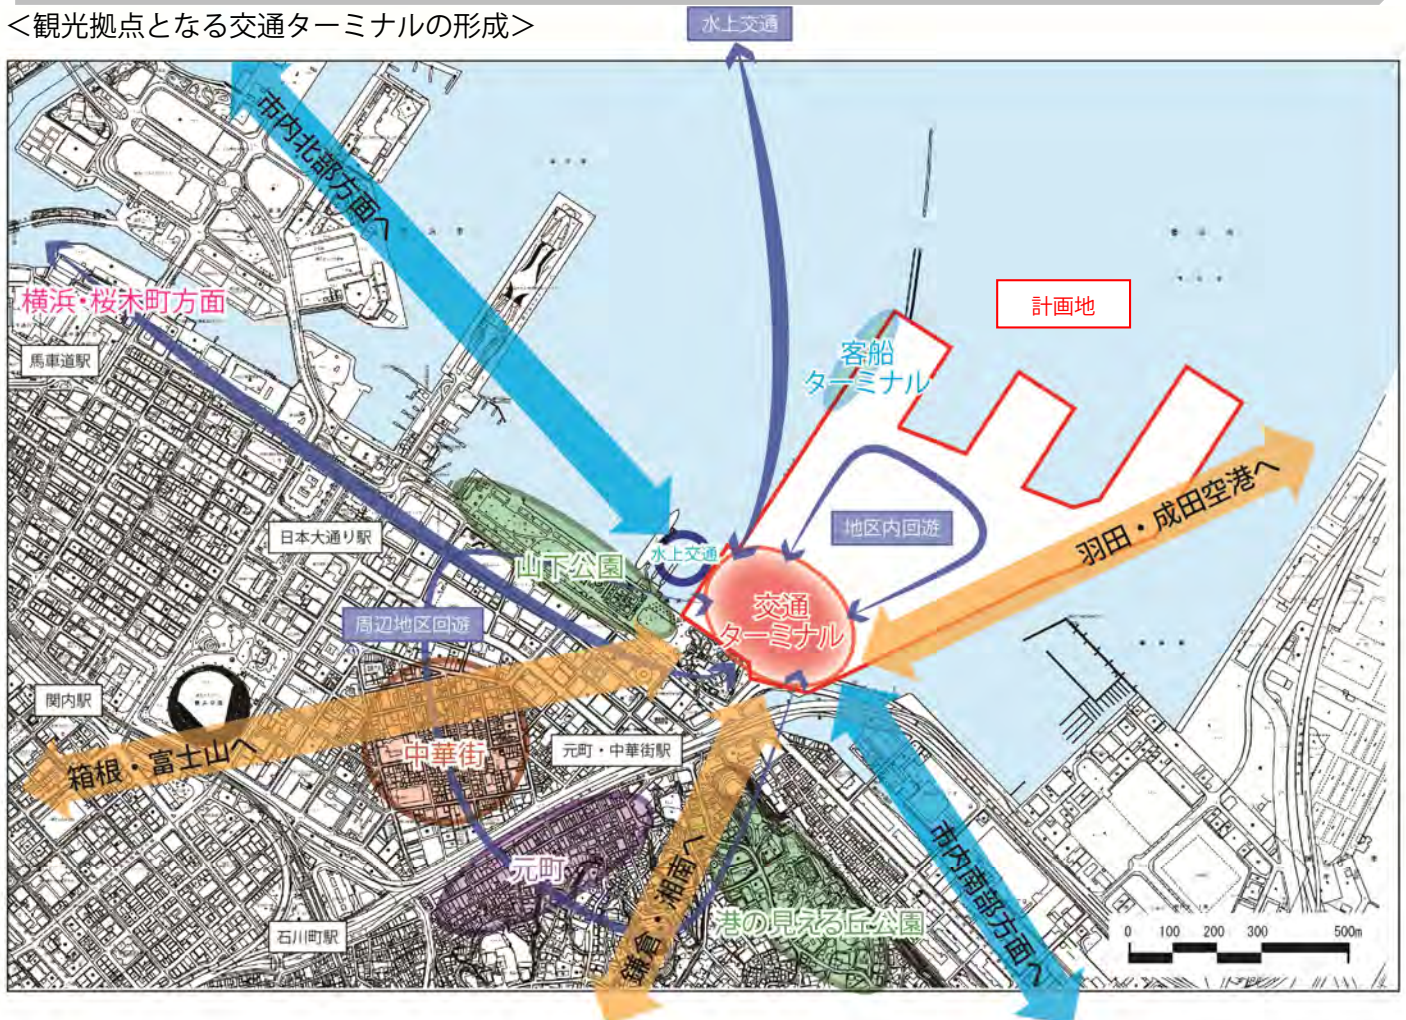 ＜観光拠点となる交通ターミナルの形成＞
水上交通
市内北部方面へ
横浜・桜木町方面
馬車道駅
計画地
客船
ターミナル
日本大通り駅
山下公園
水上交通
地区内回遊
羽田・成田空港へ
周辺地区回遊
交通
ターミナル
関内駅
箱根・富士山へ
中華街
元町・中華街駅
元町
鎌倉・湘南へ
市内南部方面へ
港の見える丘公園
石川町駅
0 100 200 300 500m